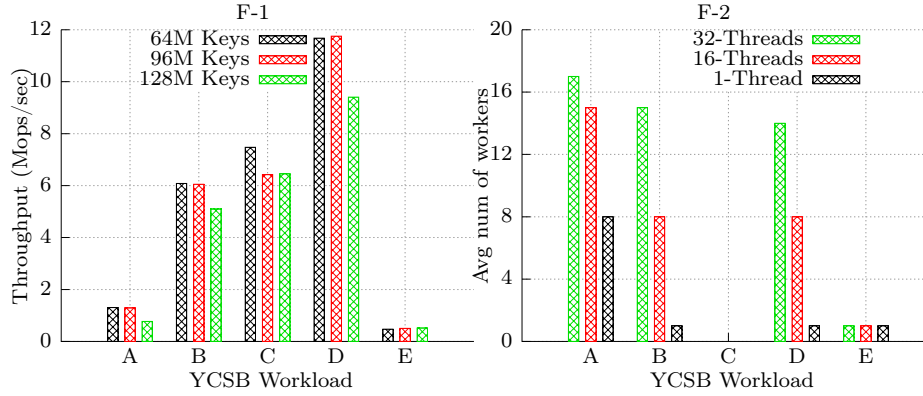 F-1
12
10
8
6
4
2
0
Throughput (Mops/sec)
64M Keys
96M Keys
128M Keys
A B C D E
YCSB Workload
F-2
20
16
12
8
4
0
Avg num of workers
32-Threads
16-Threads
1-Thread
A B C D E
YCSB Workload